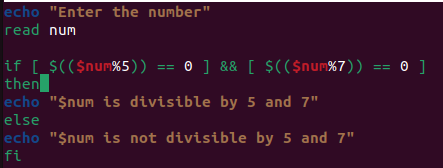 echo "Enter the number"
read num
if [ $(($num%5)) == 0 ] && [ $(($num%7)) == 0 ]
then
echo "$num is divisible by 5 and 7"
else
echo "$num is not divisible by 5 and 7"
fi